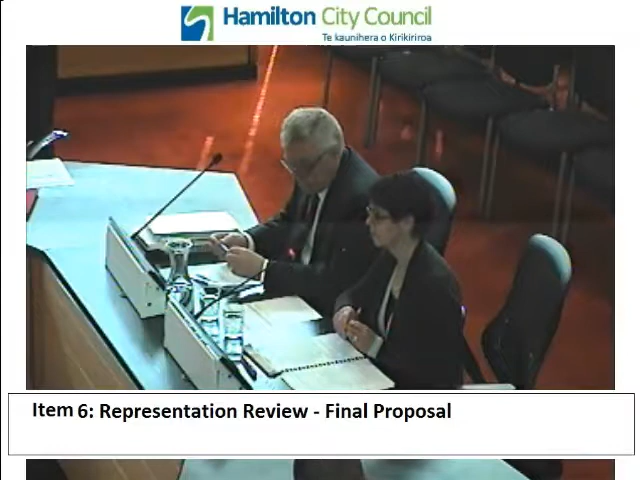 Hamilton City Council
Te kaunihera o Kirikiriroa
Item 6: Representation Review - Final Proposal